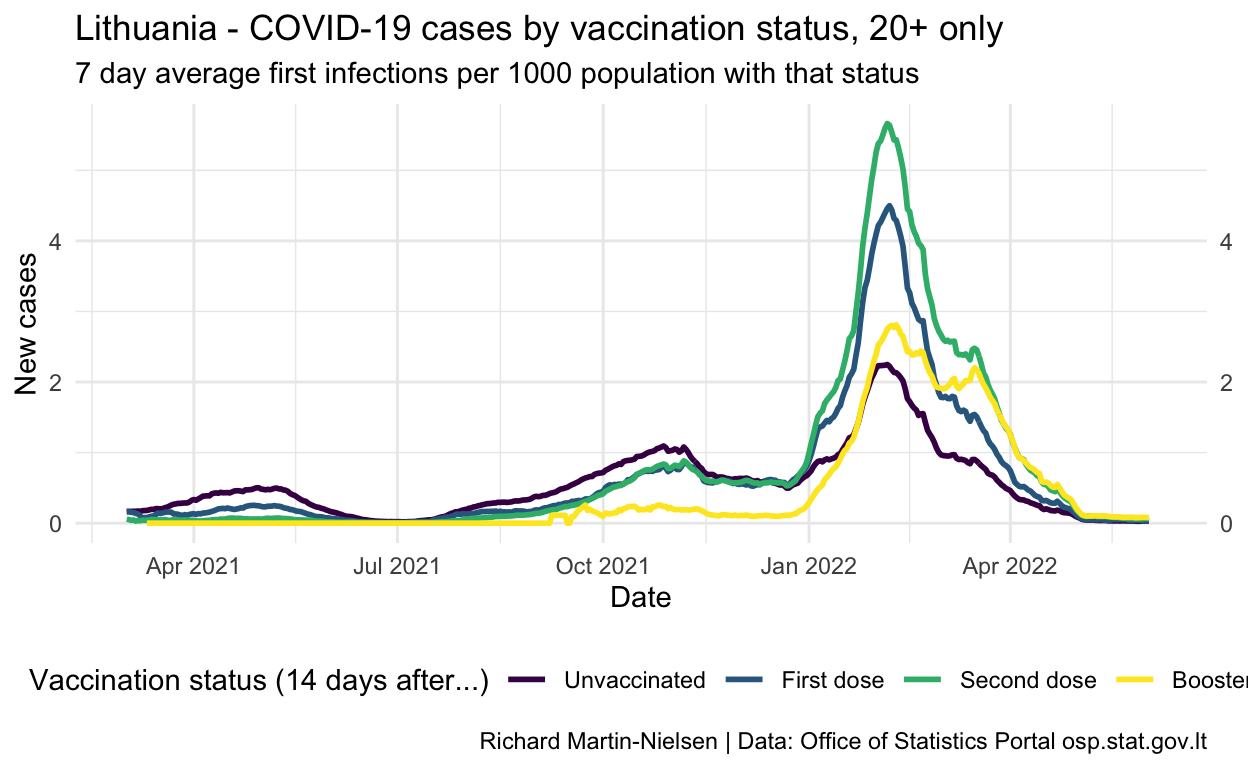 Lithuania - COVID-19 cases by vaccination status, 20+ only
7 day average first infections per 1000 population with that status
New cases
4
2
0
4
2
0
Apr 2021 Jul 2021 Oct 2021 Jan 2022 Apr 2022
Date
Vaccination status (14 days after...) Unvaccinated First dose Second dose Booster
Richard Martin-Nielsen | Data: Office of Statistics Portal osp.stat.gov.lt